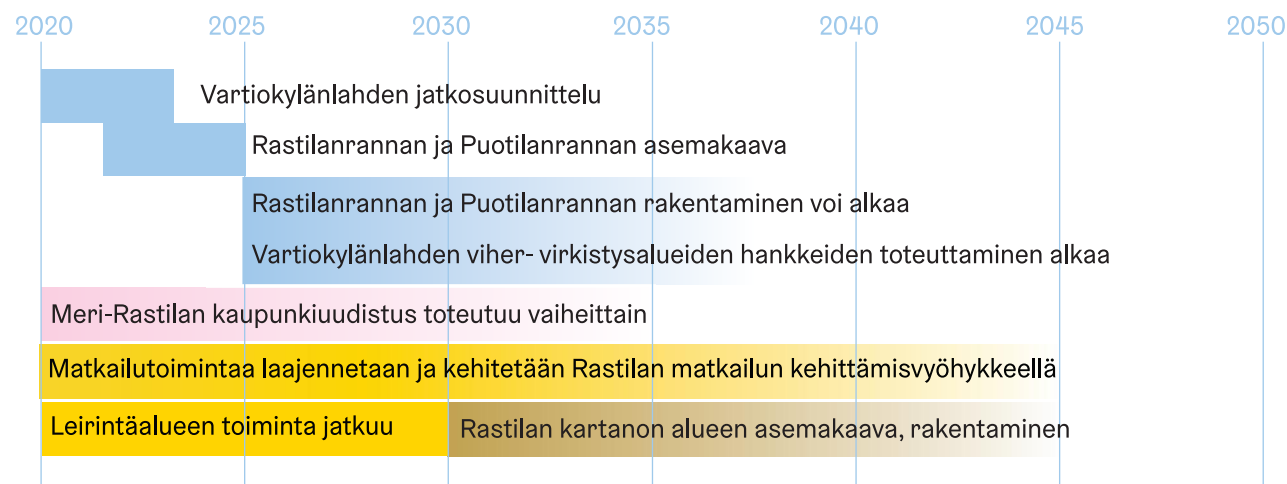 2020 2025 2030 2035 2040 2045 2050
Vartiokylänlahden jatkosuunnittelu
Rastilanrannan ja Puotilanrannan asemakaava
Rastilanrannan ja Puotilanrannan rakentaminen voi alkaa
Vartiokylänlahden viher- virkistysalueiden hankkeiden toteuttaminen alkaa
Meri-Rastilan kaupunkiuudistus toteutuu vaiheittain
Matkailutoimintaa laajennetaan ja kehitetään Rastilan matkailun kehittämisvyöhykkeellä
Leirintäalueen toiminta jatkuu Rastilan kartanon alueen asemakaava, rakentaminen